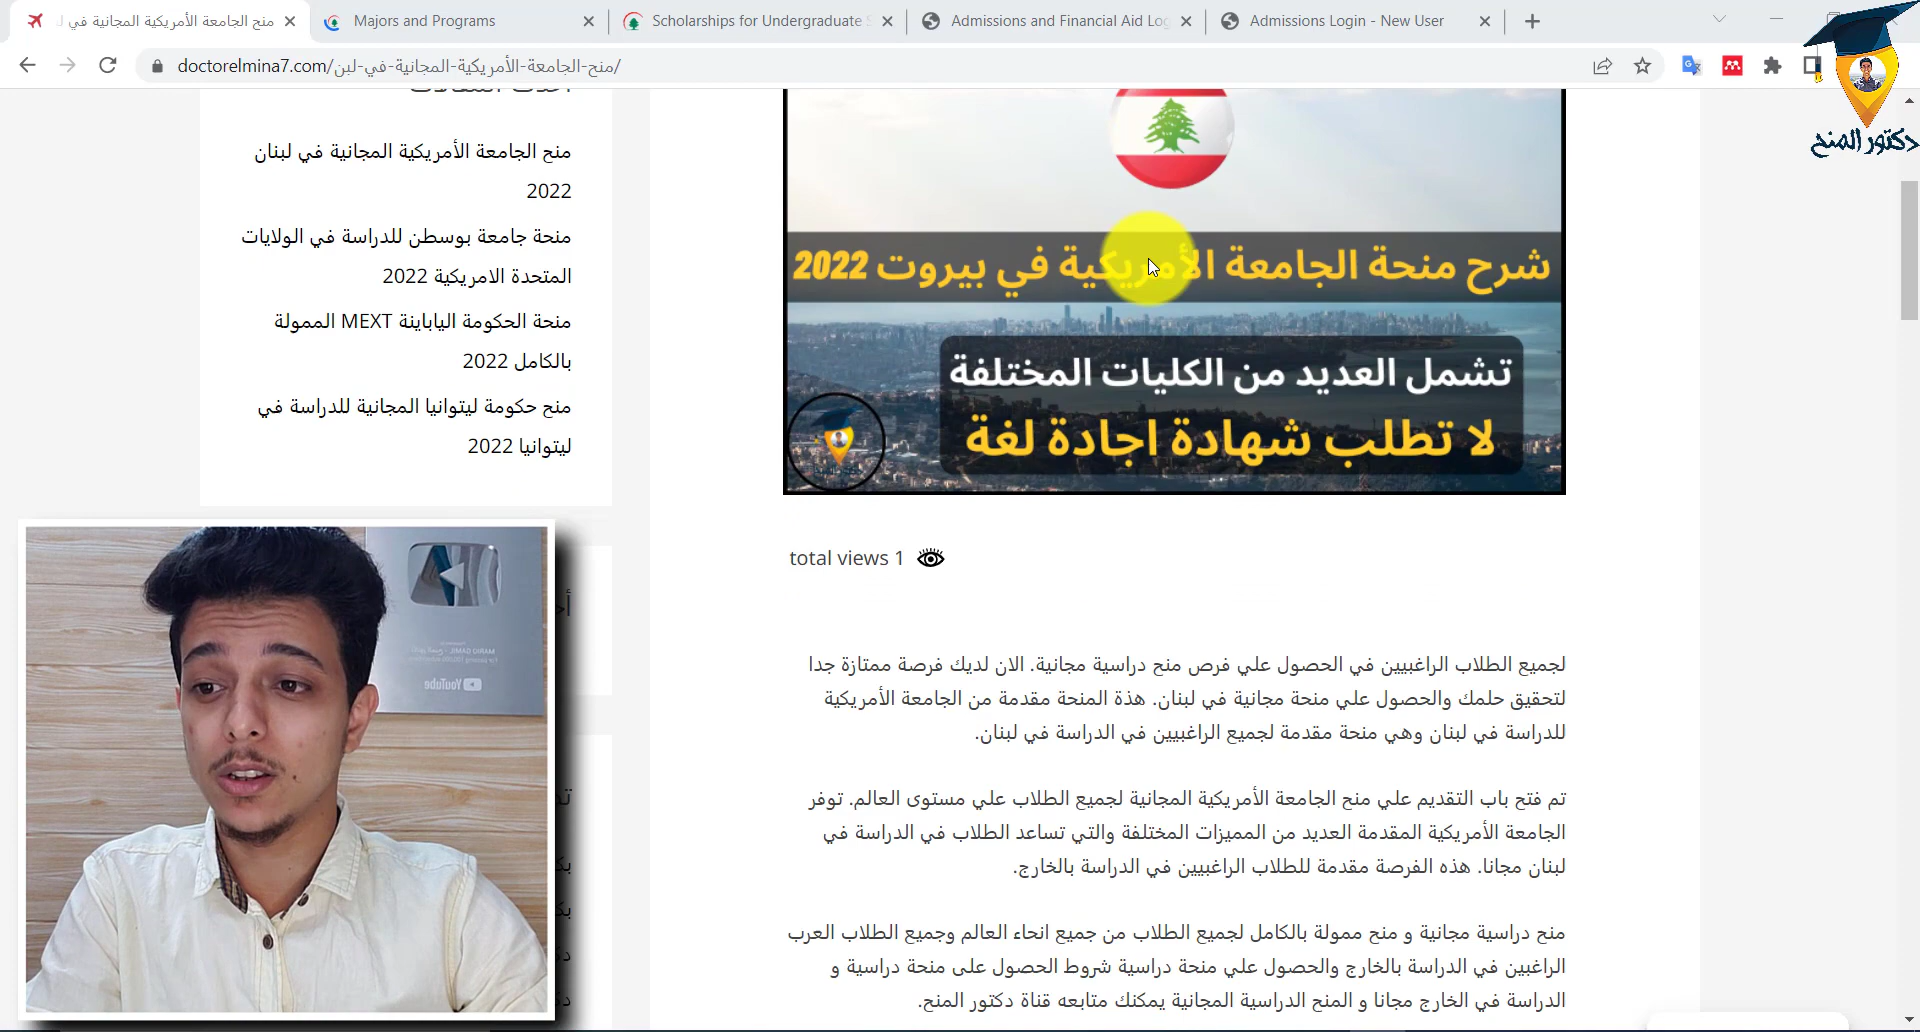 منح الجامعة الأمريكية المجانية في ل
Majors and Programs
Scholarships for Undergraduate S
Admissions and Financial Aid Log
Admissions Login - New User
doctorelmina7.com/منح-الجامعة-الأمريكية-المجانية-في-لبن/
دكتور المنح
أحدث المقالات
منح الجامعة الأمريكية المجانية في لبنان
2022
منحة جامعة بوسطن للدراسة في الولايات
المتحدة الامريكية 2022
منحة الحكومة اليابانية MEXT الممولة
بالكامل 2022
منح حكومة ليتوانيا المجانية للدراسة في
ليتوانيا 2022
شرح منحة الجامعة الأمريكية في بيروت 2022
تشمل العديد من الكليات المختلفة
لا تطلب شهادة اجادة لغة
total views 1
لجميع الطلاب الراغبيين في الحصول علي فرص منح دراسية مجانية. الان لديك فرصة ممتازة جدا
لتحقيق حلمك والحصول علي منحة مجانية في لبنان. هذة المنحة مقدمة من الجامعة الأمريكية
للدراسة في لبنان وهي منحة مقدمة لجميع الراغبيين في الدراسة في لبنان.
تم فتح باب التقديم علي منح الجامعة الأمريكية المجانية لجميع الطلاب علي مستوى العالم. توفر
الجامعة الأمريكية المقدمة العديد من المميزات المختلفة والتي تساعد الطلاب في الدراسة في
لبنان مجانا. هذه الفرصة مقدمة للطلاب الراغبيين في الدراسة بالخارج.
منح دراسية مجانية و منح ممولة بالكامل لجميع الطلاب من جميع انحاء العالم وجميع الطلاب العرب
الراغبين في الدراسة بالخارج والحصول علي منحة دراسية شروط الحصول على منحة دراسية و
الدراسة في الخارج مجانا و المنح الدراسية المجانية يمكنك متابعه قناة دكتور المنح.
MARIO GAMIL
YouTube